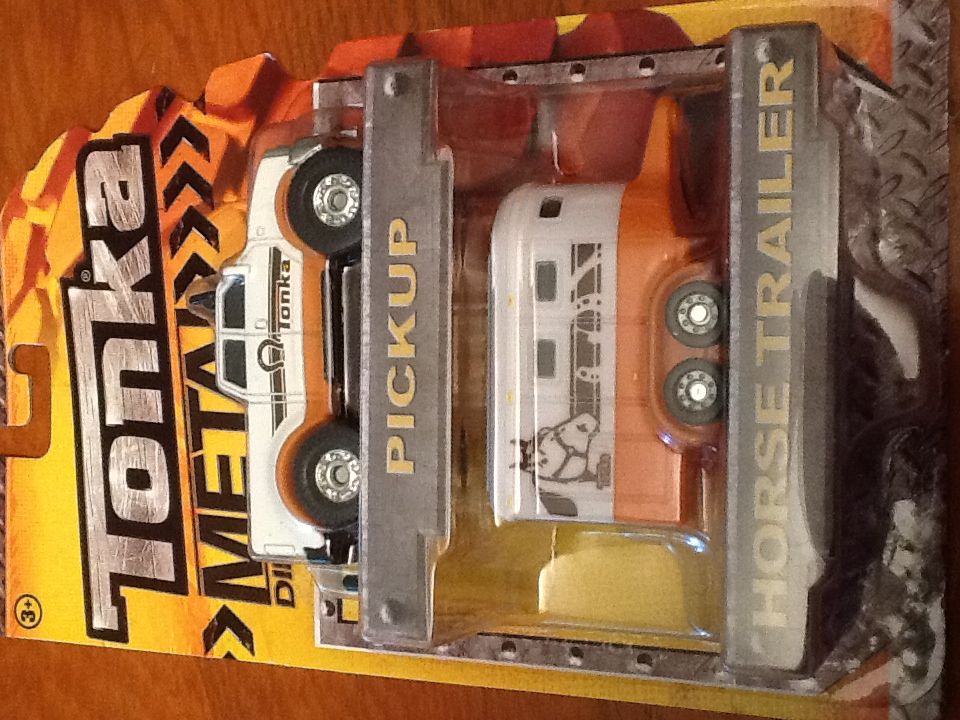 3+
Tonka®
METAL
Tonka
PICKUP
HORSE TRAILER